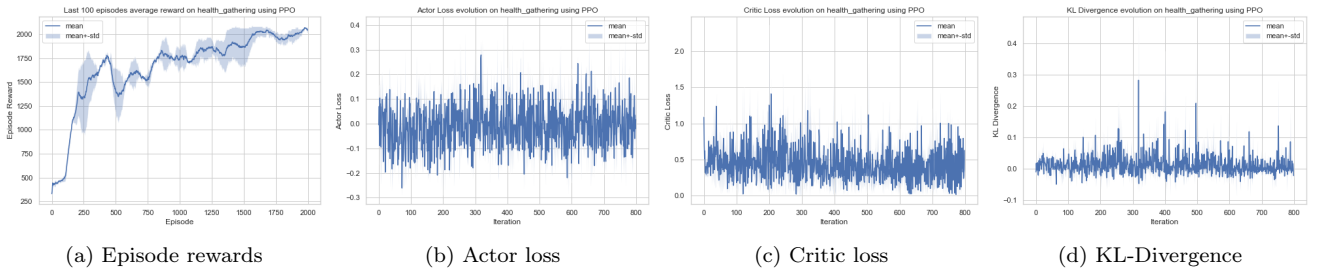 Last 100 episodes average reward on health_gathering using PPO
mean
mean+-std
2000
1750
1500
1250
1000
750
500
250
Episode Reward
0 250 500 750 1000 1250 1500 1750 2000
Episode
(a) Episode rewards
Actor Loss evolution on health_gathering using PPO
mean
mean+-std
0.4
0.3
0.2
0.1
0.0
−0.1
−0.2
−0.3
Actor Loss
0 100 200 300 400 500 600 700 800
Iteration
(b) Actor loss
Critic Loss evolution on health_gathering using PPO
mean
mean+-std
2.0
1.5
1.0
0.5
0.0
Critic Loss
0 100 200 300 400 500 600 700 800
Iteration
(c) Critic loss
KL Divergence evolution on health_gathering using PPO
mean
mean+-std
0.4
0.3
0.2
0.1
0.0
−0.1
KL Divergence
0 100 200 300 400 500 600 700 800
Iteration
(d) KL-Divergence